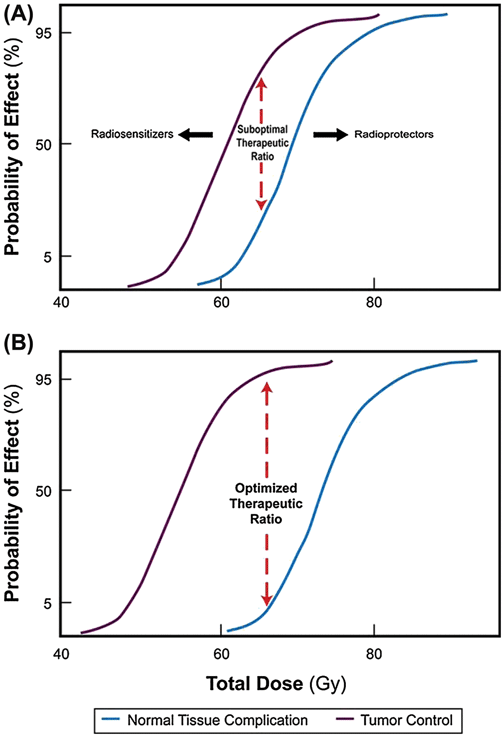 (A)
Probability of Effect (%)
95
50
5
Radiosensitizers
Suboptimal
Therapeutic
Ratio
Radioprotectors
40
60
80
(B)
Probability of Effect (%)
95
50
5
Optimized
Therapeutic
Ratio
40
60
80
Total Dose (Gy)
Normal Tissue Complication
Tumor Control